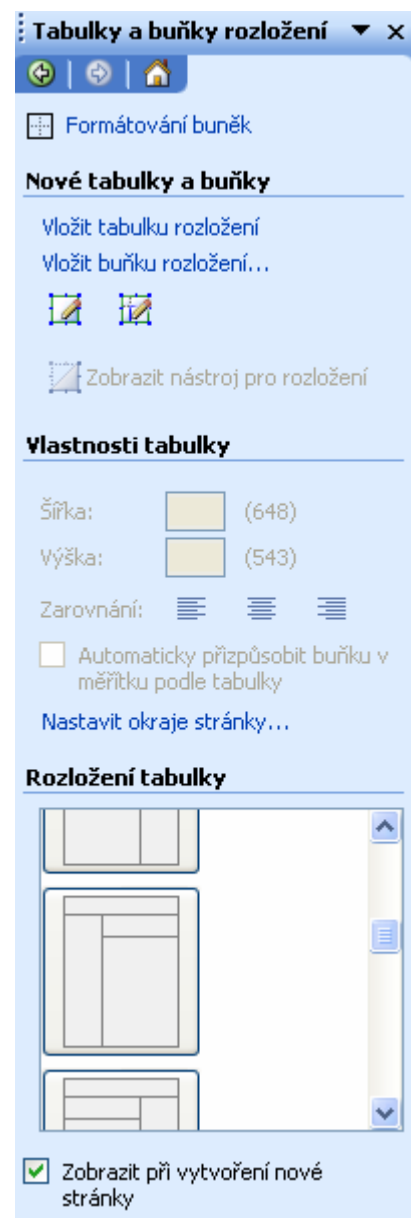 Tabulky a buňky rozložení
Formátování buněk
Nové tabulky a buňky
Vložit tabulku rozložení
Vložit buňku rozložení...
Zobrazit nástroj pro rozložení
Vlastnosti tabulky
Šířka: (648)
Výška: (543)
Zarovnání:
Automaticky přizpůsobit buňku v
měřítku podle tabulky
Nastavit okraje stránky...
Rozložení tabulky
Zobrazit při vytvoření nové
stránky